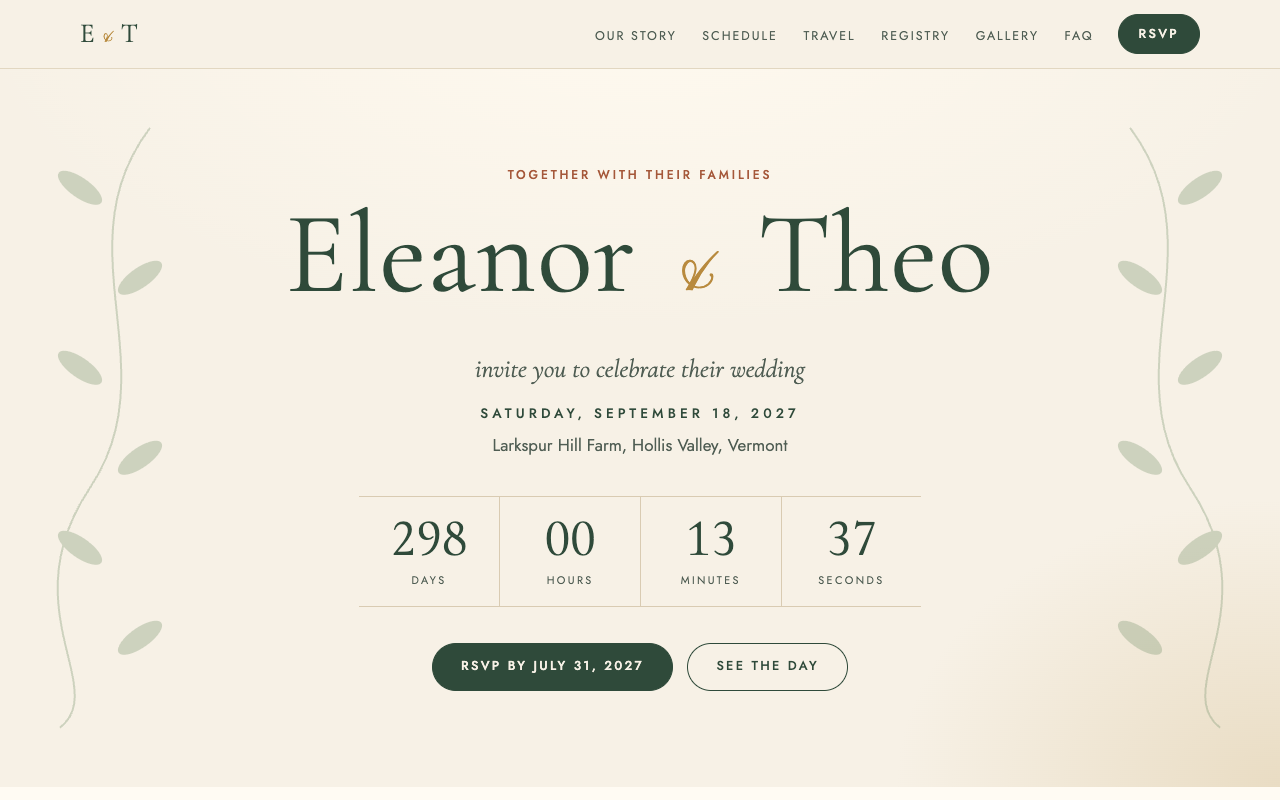 E & T
OUR STORY SCHEDULE TRAVEL REGISTRY GALLERY FAQ RSVP
TOGETHER WITH THEIR FAMILIES
Eleanor & Theo
invite you to celebrate their wedding
SATURDAY, SEPTEMBER 18, 2027
Larkspur Hill Farm, Hollis Valley, Vermont
298 00 13 37
DAYS HOURS MINUTES SECONDS
RSVP BY JULY 31, 2027 SEE THE DAY